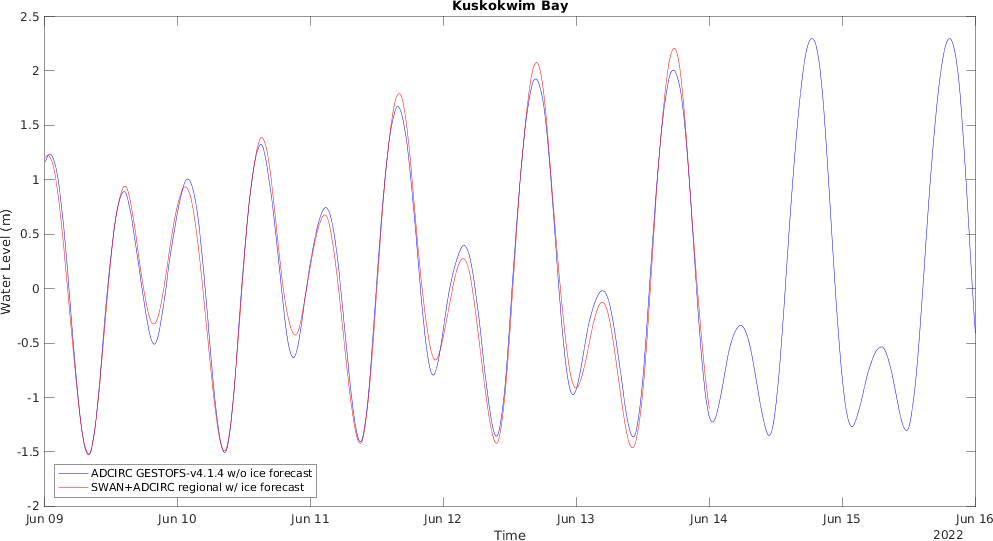 Kuskokwim Bay
2.5
2
1.5
1
0.5
0
-0.5
-1
-1.5
-2
Water Level (m)
ADCIRC GESTOFS-v4.1.4 w/o ice forecast
SWAN+ADCIRC regional w/ ice forecast
Jun 09 Jun 10 Jun 11 Jun 12 Jun 13 Jun 14 Jun 15 Jun 16
Time
2022